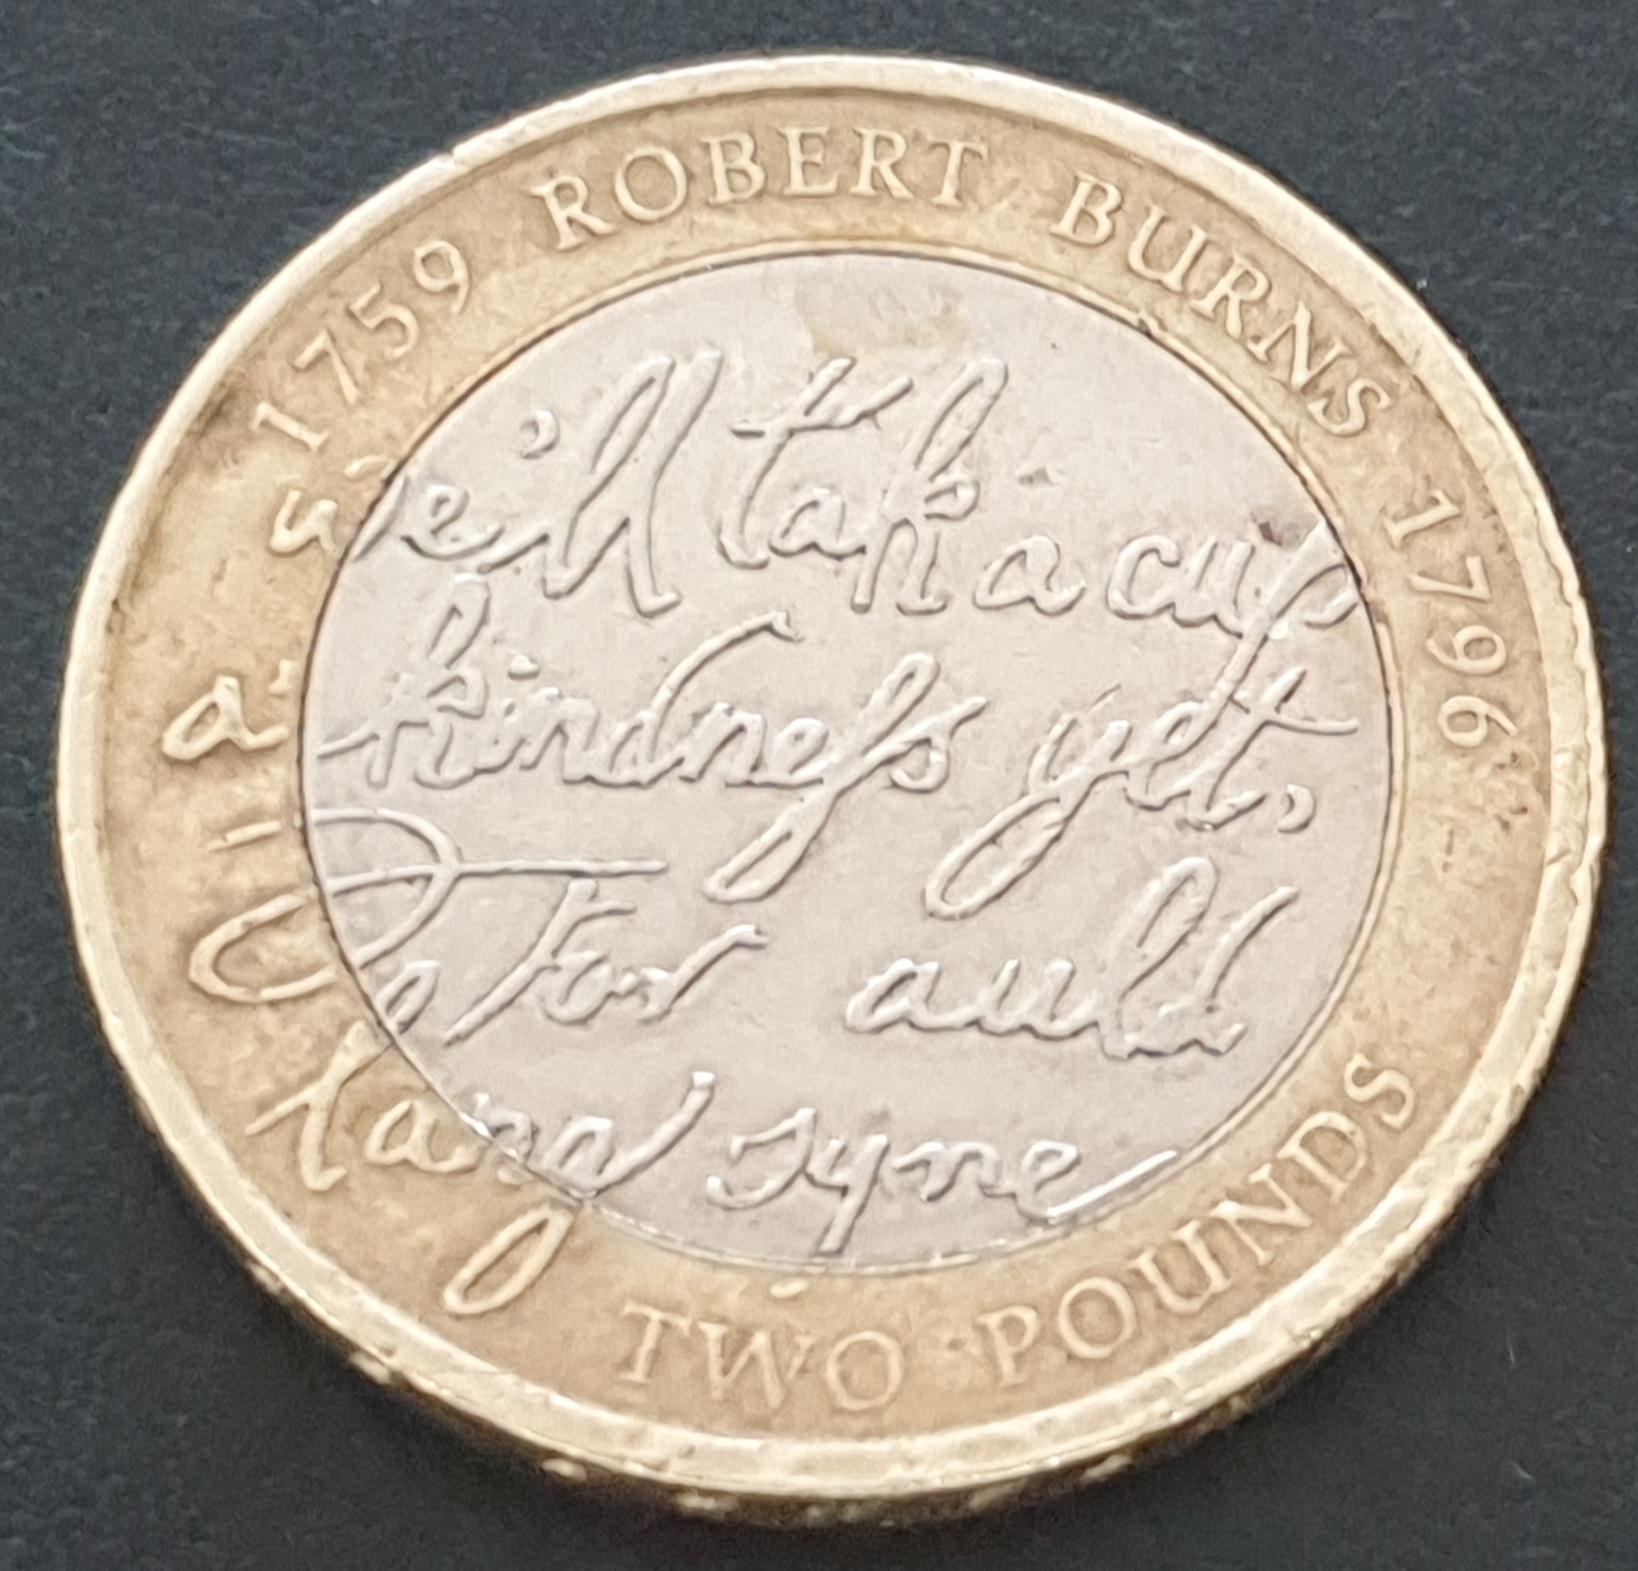 1759 ROBERT BURNS 1796
we'll tak a cup
kindneſs yet,
For auld
lang syne
TWO POUNDS